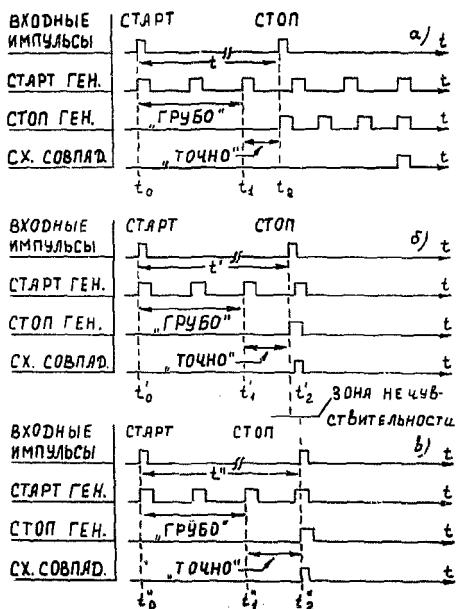 ВХОДНЫЕ ИМПУЛЬСЫ СТАРТ СТОП а) t
t
СТАРТ ГЕН. t
СТОП ГЕН. „ГРУБО" t
СХ. СОВПАД. „ТОЧНО" t
t₀ t₁ t₂
ВХОДНЫЕ ИМПУЛЬСЫ СТАРТ СТОП б) t
t'
СТАРТ ГЕН. t
СТОП ГЕН. „ГРУБО" t
СХ. СОВПАД. „ТОЧНО" t
t'₀ t'₁ t'₂
ЗОНА НЕЧУВ-
СТВИТЕЛЬНОСТИ
ВХОДНЫЕ ИМПУЛЬСЫ СТАРТ СТОП в) t
t"
СТАРТ ГЕН. t
СТОП ГЕН. „ГРУБО" t
СХ. СОВПАД. „ТОЧНО" t
t"₀ t"₁ t"₂